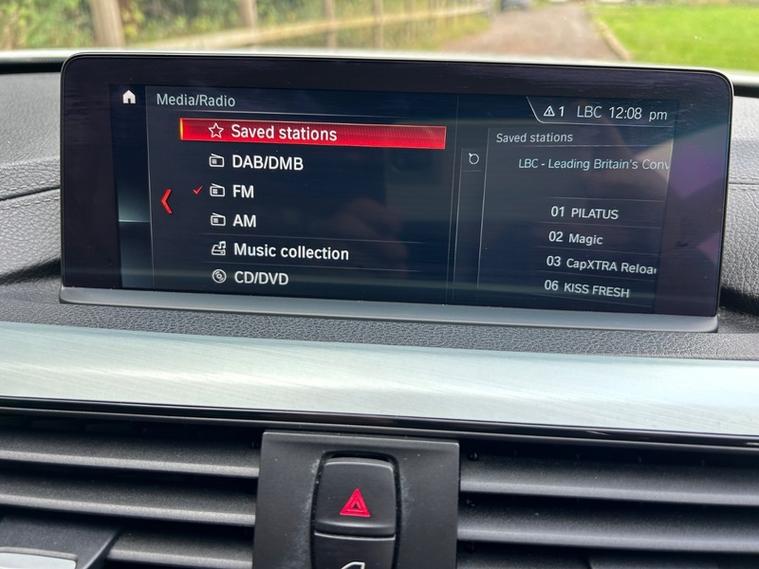 Media/Radio
1 LBC 12:08 pm
Saved stations
DAB/DMB
FM
AM
Music collection
CD/DVD
Saved stations
LBC - Leading Britain's Conv
01 PILATUS
02 Magic
03 CapXTRA Reloa
06 KISS FRESH